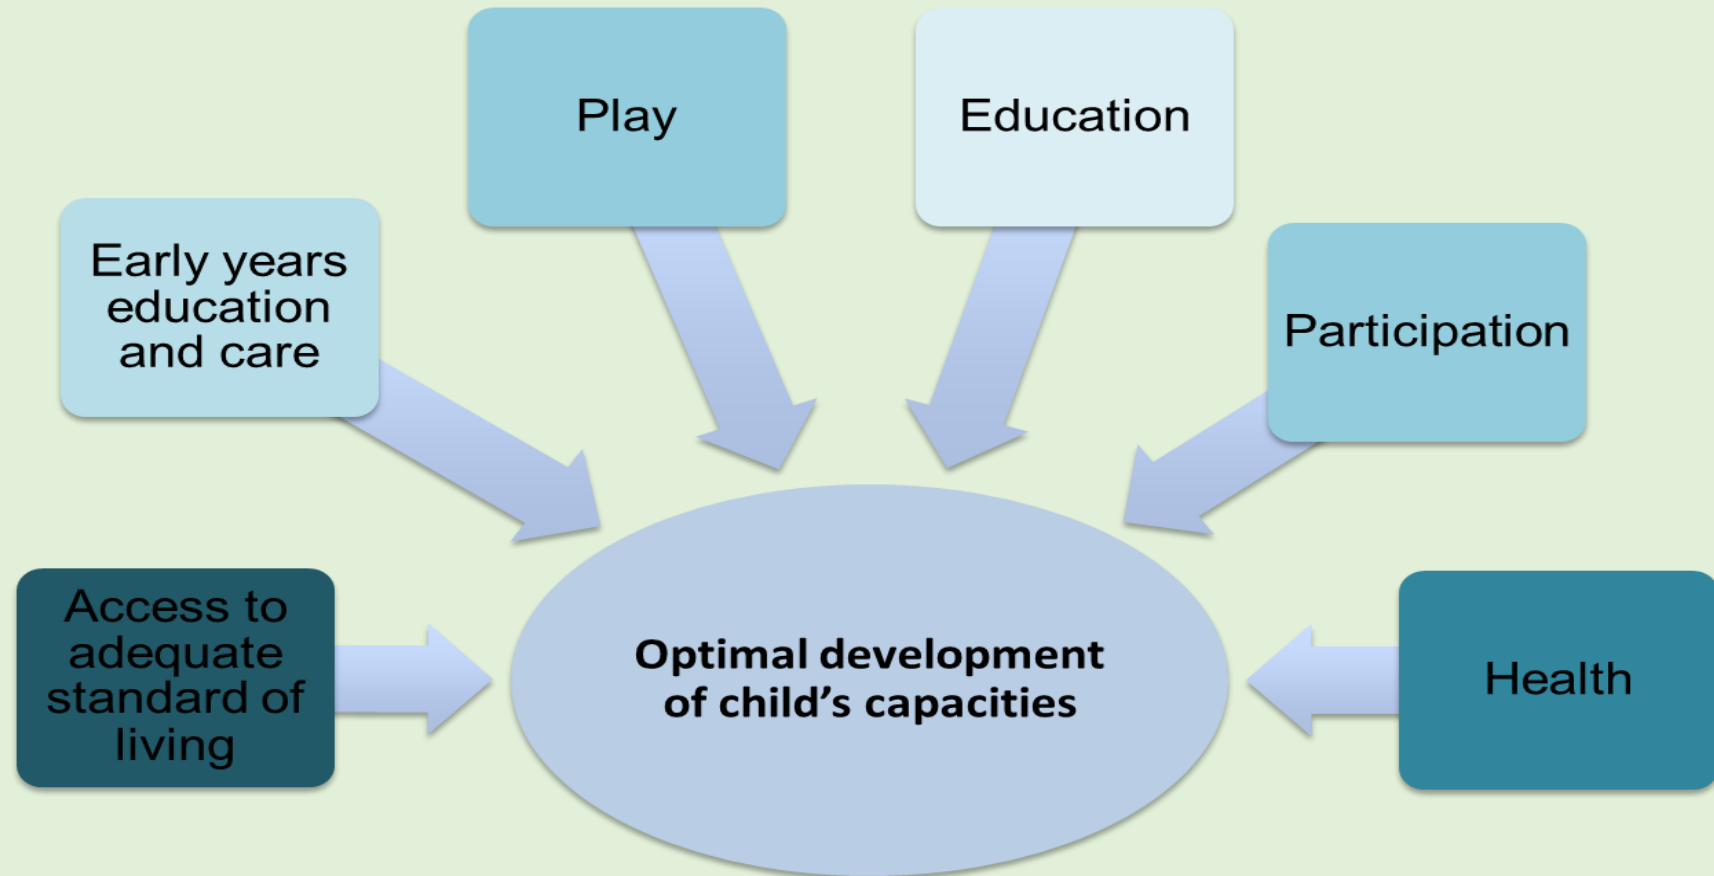 Play
Education
Early years
education
and care
Participation
Access to
adequate
standard of
living
Optimal development
of child’s capacities
Health